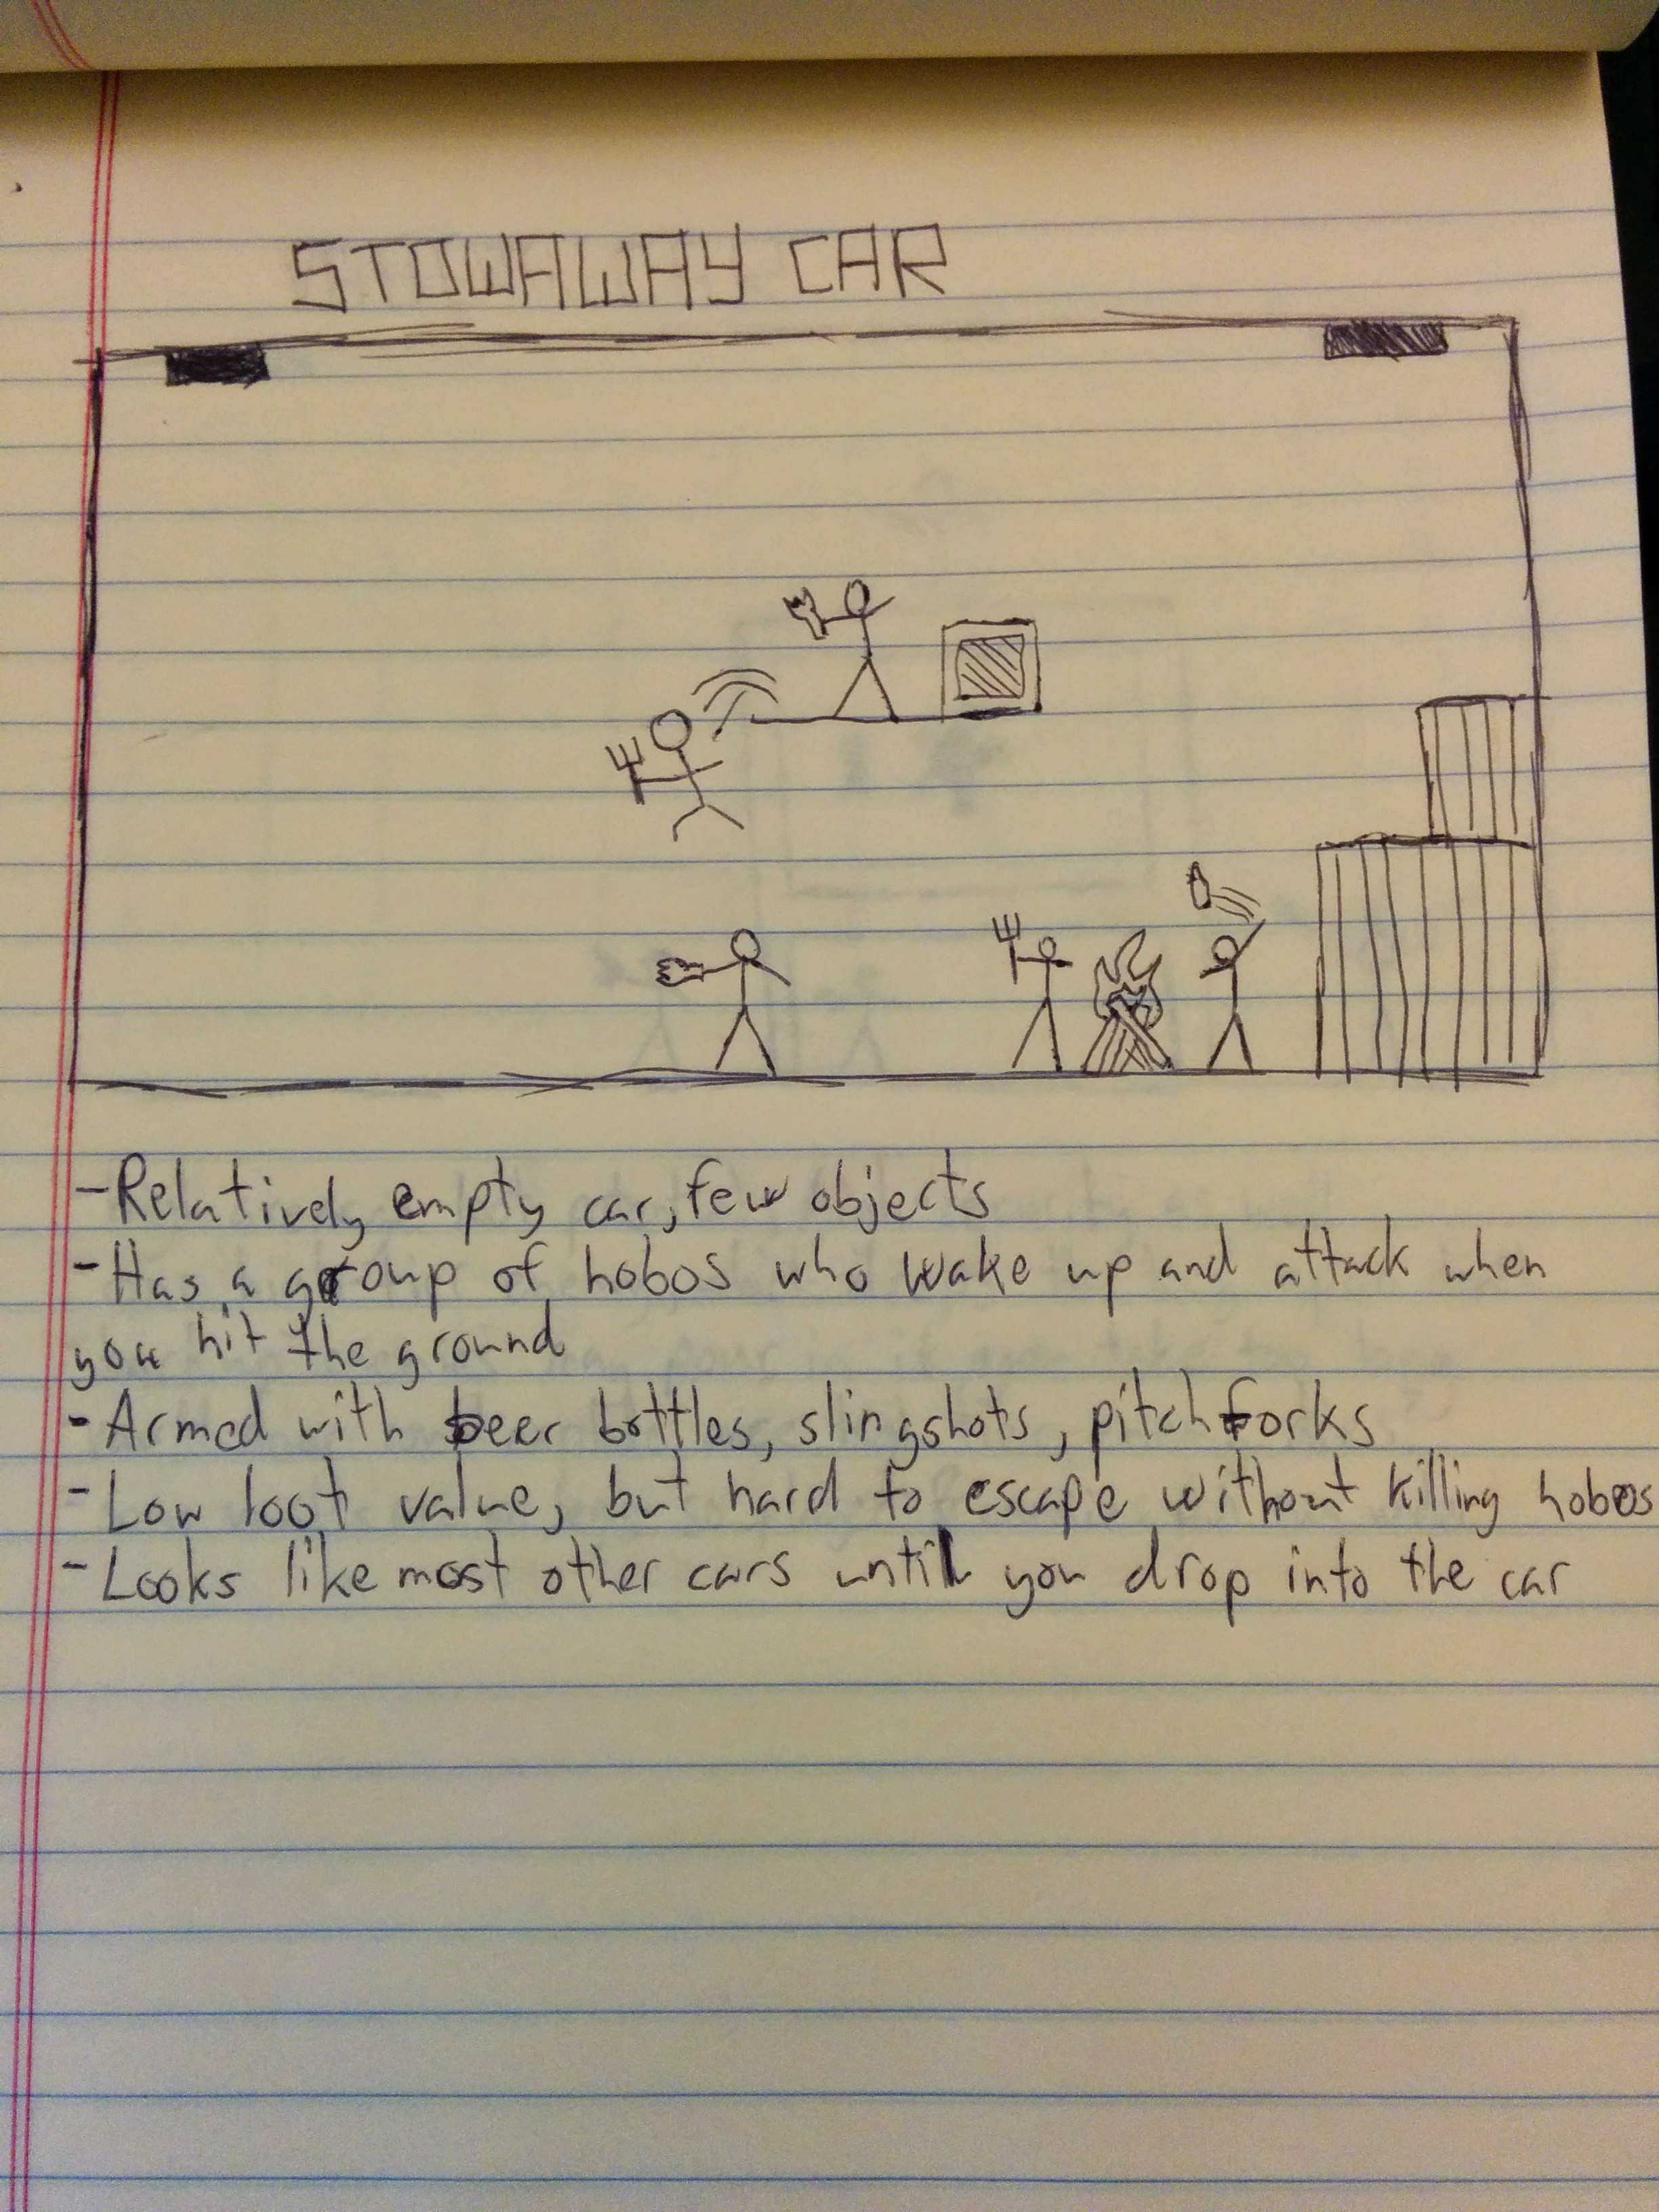 STOWAWAY CAR
-Relatively empty car, few objects
-Has a group of hobos who wake up and attack when
you hit the ground
-Armed with beer bottles, slingshots, pitchforks
-Low loot value, but hard to escape without killing hobos
-Looks like most other cars until you drop into the car